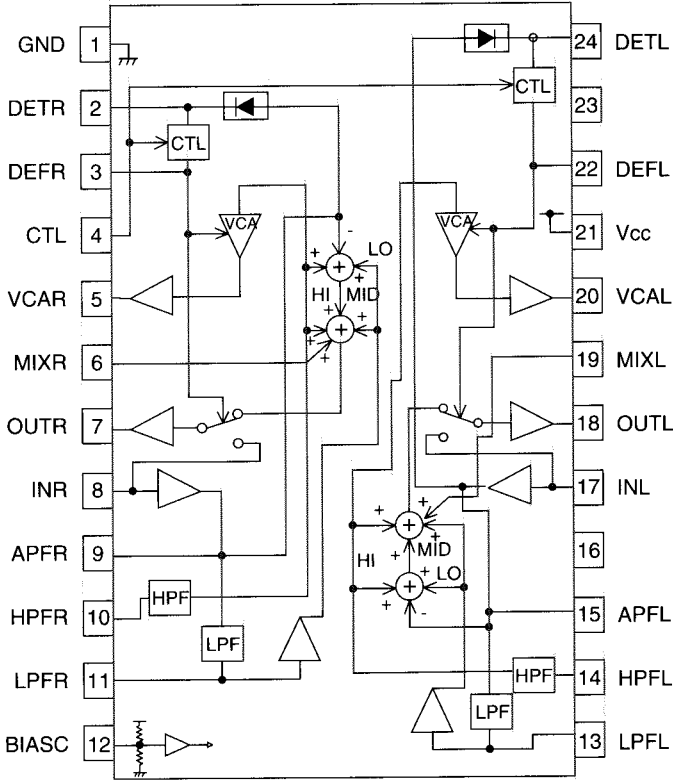 GND 1
DETR 2
DEFR 3
CTL 4
VCAR 5
MIXR 6
OUTR 7
INR 8
APFR 9
HPFR 10
LPFR 11
BIASC 12
24 DETL
23
22 DEFL
21 Vcc
20 VCAL
19 MIXL
18 OUTL
17 INL
16
15 APFL
14 HPFL
13 LPFL
CTL
VCA
- LO
+ + +
HI MID
+ + +
+
HPF
LPF
CTL
VCA
+ + +
HI + MID
+ + LO
+ -
HPF
LPF